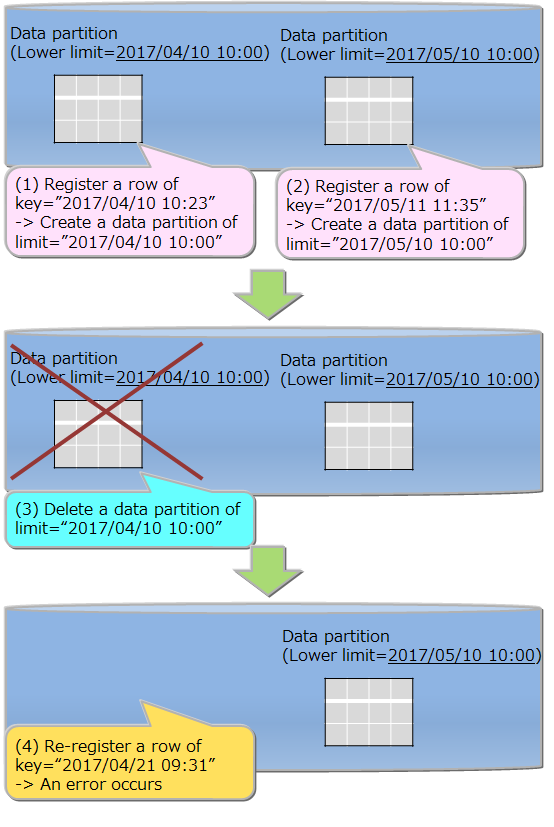 Data partition
(Lower limit=2017/04/10 10:00)
Data partition
(Lower limit=2017/05/10 10:00)
(1) Register a row of
key=”2017/04/10 10:23”
-> Create a data partition of
limit=”2017/04/10 10:00”
(2) Register a row of
key=“2017/05/11 11:35”
-> Create a data partition of
limit=”2017/05/10 10:00”
Data partition
(Lower limit=2017/04/10 10:00)
Data partition
(Lower limit=2017/05/10 10:00)
(3) Delete a data partition of
limit=“2017/04/10 10:00”
Data partition
(Lower limit=2017/05/10 10:00)
(4) Re-register a row of
key=“2017/04/21 09:31”
-> An error occurs